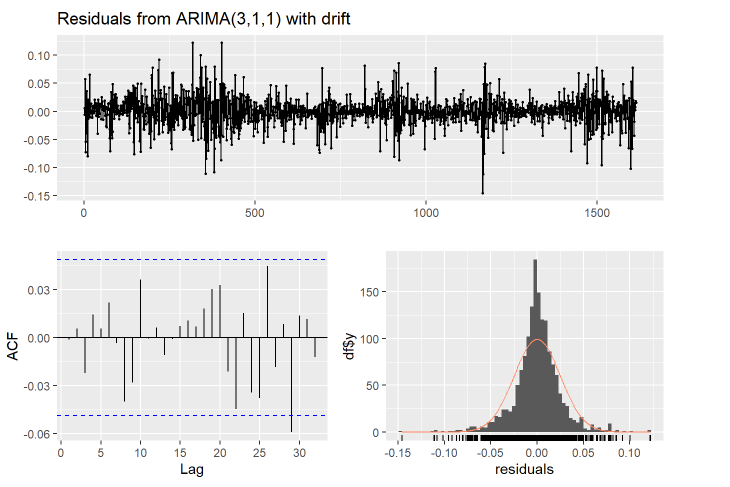 Residuals from ARIMA(3,1,1) with drift
0.10
0.05
0.00
-0.05
-0.10
-0.15
0 500 1000 1500
ACF
0.03
0.00
-0.03
-0.06
0 5 10 15 20 25 30
Lag
df$y
150
100
50
0
-0.15 -0.10 -0.05 0.00 0.05 0.10
residuals